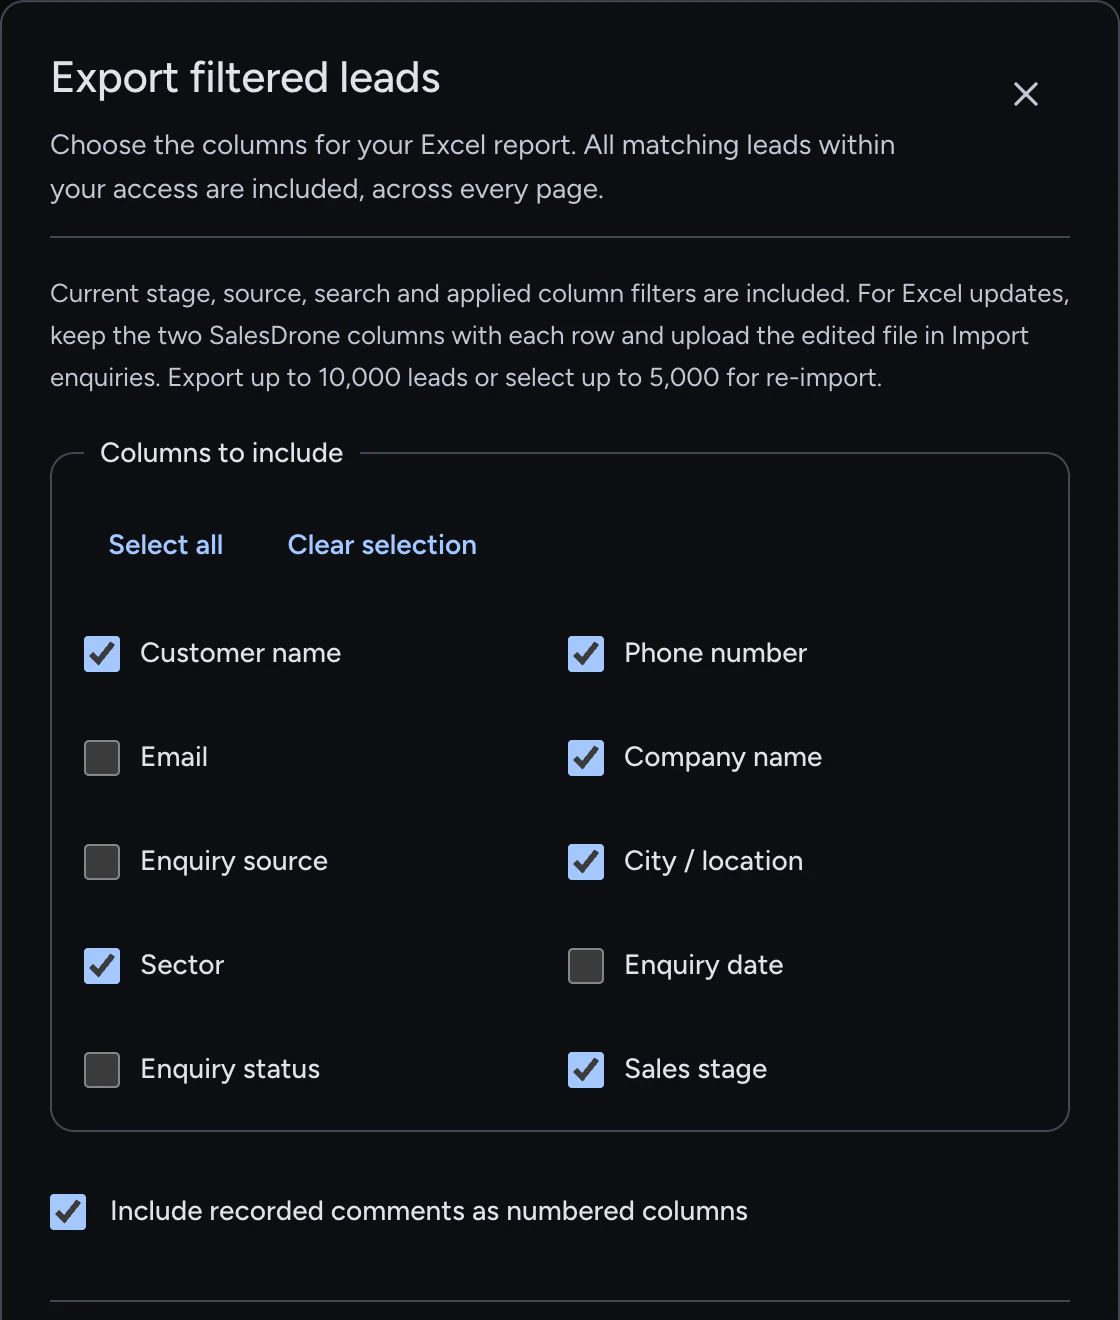 Export filtered leads
Choose the columns for your Excel report. All matching leads within
your access are included, across every page.
Current stage, source, search and applied column filters are included. For Excel updates,
keep the two SalesDrone columns with each row and upload the edited file in Import
enquiries. Export up to 10,000 leads or select up to 5,000 for re-import.
Columns to include
Select all Clear selection
Customer name Phone number
Email Company name
Enquiry source City / location
Sector Enquiry date
Enquiry status Sales stage
Include recorded comments as numbered columns